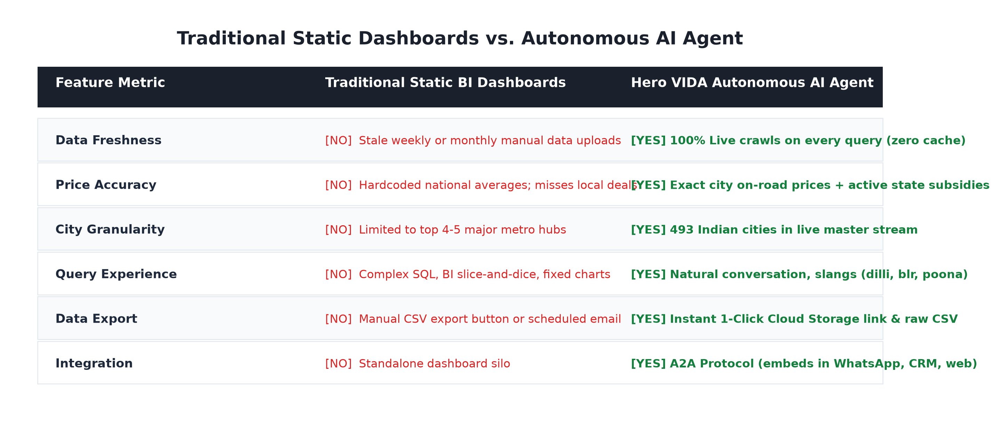 Traditional Static Dashboards vs. Autonomous AI Agent
Feature Metric Traditional Static BI Dashboards Hero VIDA Autonomous AI Agent
Data Freshness [NO] Stale weekly or monthly manual data uploads [YES] 100% Live crawls on every query (zero cache)
Price Accuracy [NO] Hardcoded national averages; misses local deals [YES] Exact city on-road prices + active state subsidies
City Granularity [NO] Limited to top 4-5 major metro hubs [YES] 493 Indian cities in live master stream
Query Experience [NO] Complex SQL, BI slice-and-dice, fixed charts [YES] Natural conversation, slangs (dilli, blr, poona)
Data Export [NO] Manual CSV export button or scheduled email [YES] Instant 1-Click Cloud Storage link & raw CSV
Integration [NO] Standalone dashboard silo [YES] A2A Protocol (embeds in WhatsApp, CRM, web)